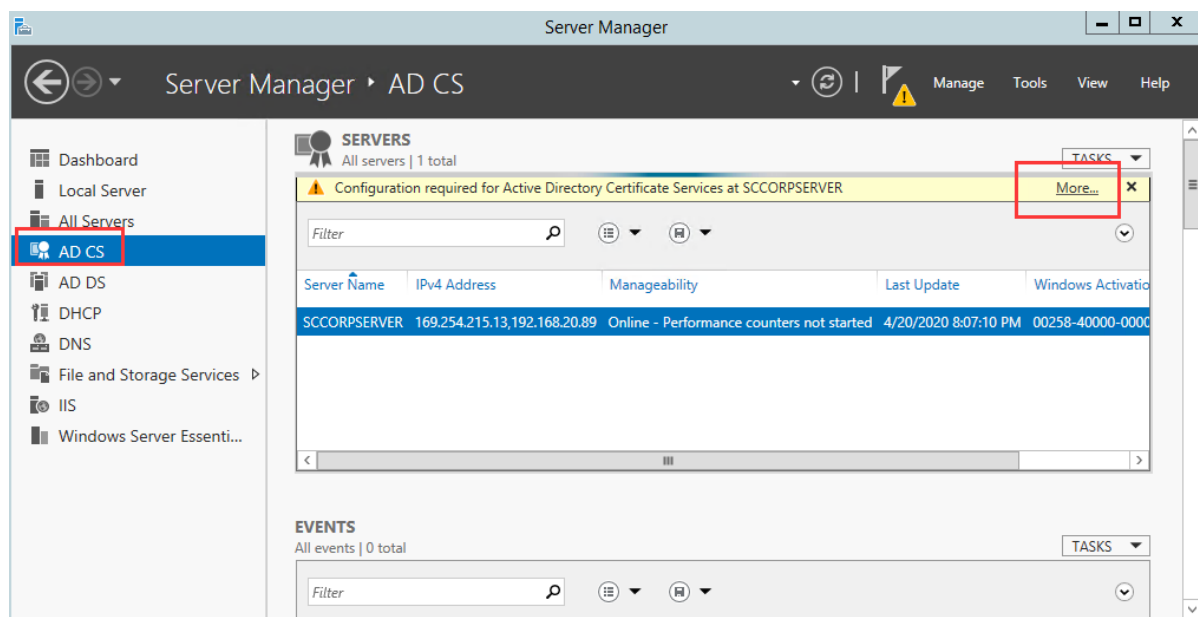 Server Manager
Server Manager ‣ AD CS
Manage Tools View Help
Dashboard
Local Server
All Servers
AD CS
AD DS
DHCP
DNS
File and Storage Services
IIS
Windows Server Essenti...
SERVERS
All servers | 1 total
TASKS
Configuration required for Active Directory Certificate Services at SCCORPSERVER More...
Filter
Server Name IPv4 Address Manageability Last Update Windows Activatio
SCCORPSERVER 169.254.215.13,192.168.20.89 Online - Performance counters not started 4/20/2020 8:07:10 PM 00258-40000-0000
EVENTS
All events | 0 total
TASKS
Filter